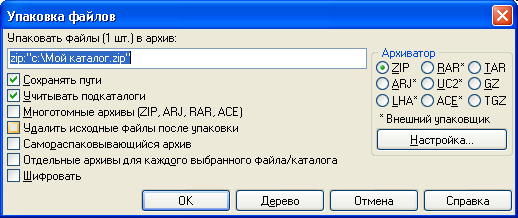 Упаковка файлов
Упаковать файлы (1 шт.) в архив:
zip:"c:\Мой каталог.zip"
Сохранять пути
Учитывать подкаталоги
Многотомные архивы (ZIP, ARJ, RAR, ACE)
Удалить исходные файлы после упаковки
Самораспаковывающийся архив
Отдельные архивы для каждого выбранного файла/каталога
Шифровать
Архиватор
ZIP RAR* TAR
ARJ* UC2* GZ
LHA* ACE* TGZ
* Внешний упаковщик
Настройка...
OK Дерево Отмена Справка